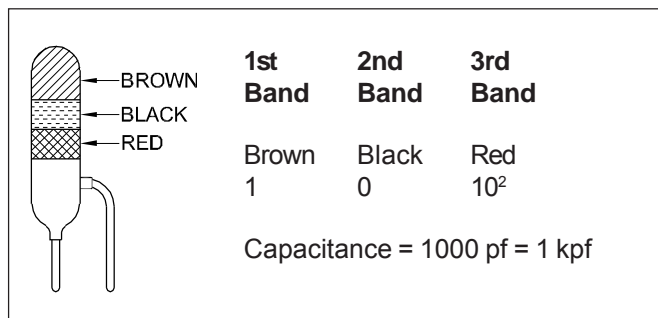 BROWN
BLACK
RED
1st 2nd 3rd
Band Band Band
Brown Black Red
1 0 10²
Capacitance = 1000 pf = 1 kpf